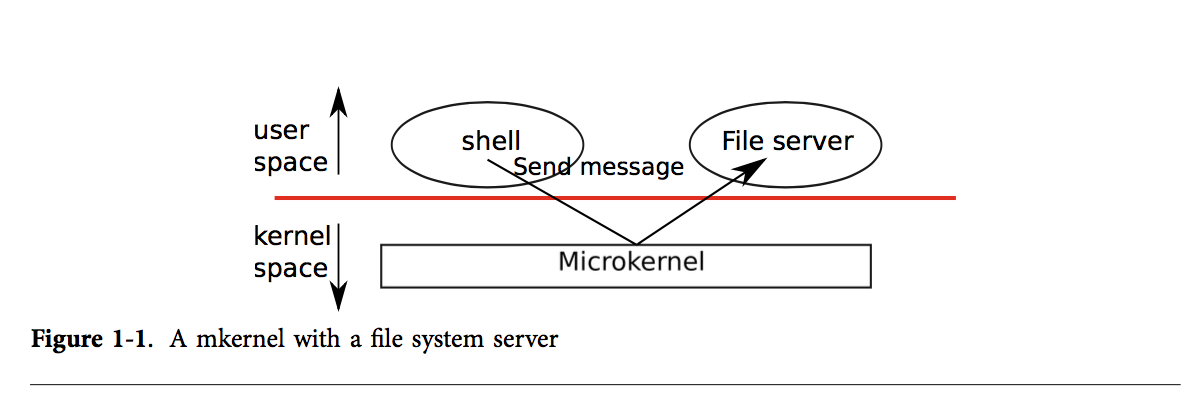 user
space
shell
File server
Send message
kernel
space
Microkernel
Figure 1-1. A mkernel with a file system server